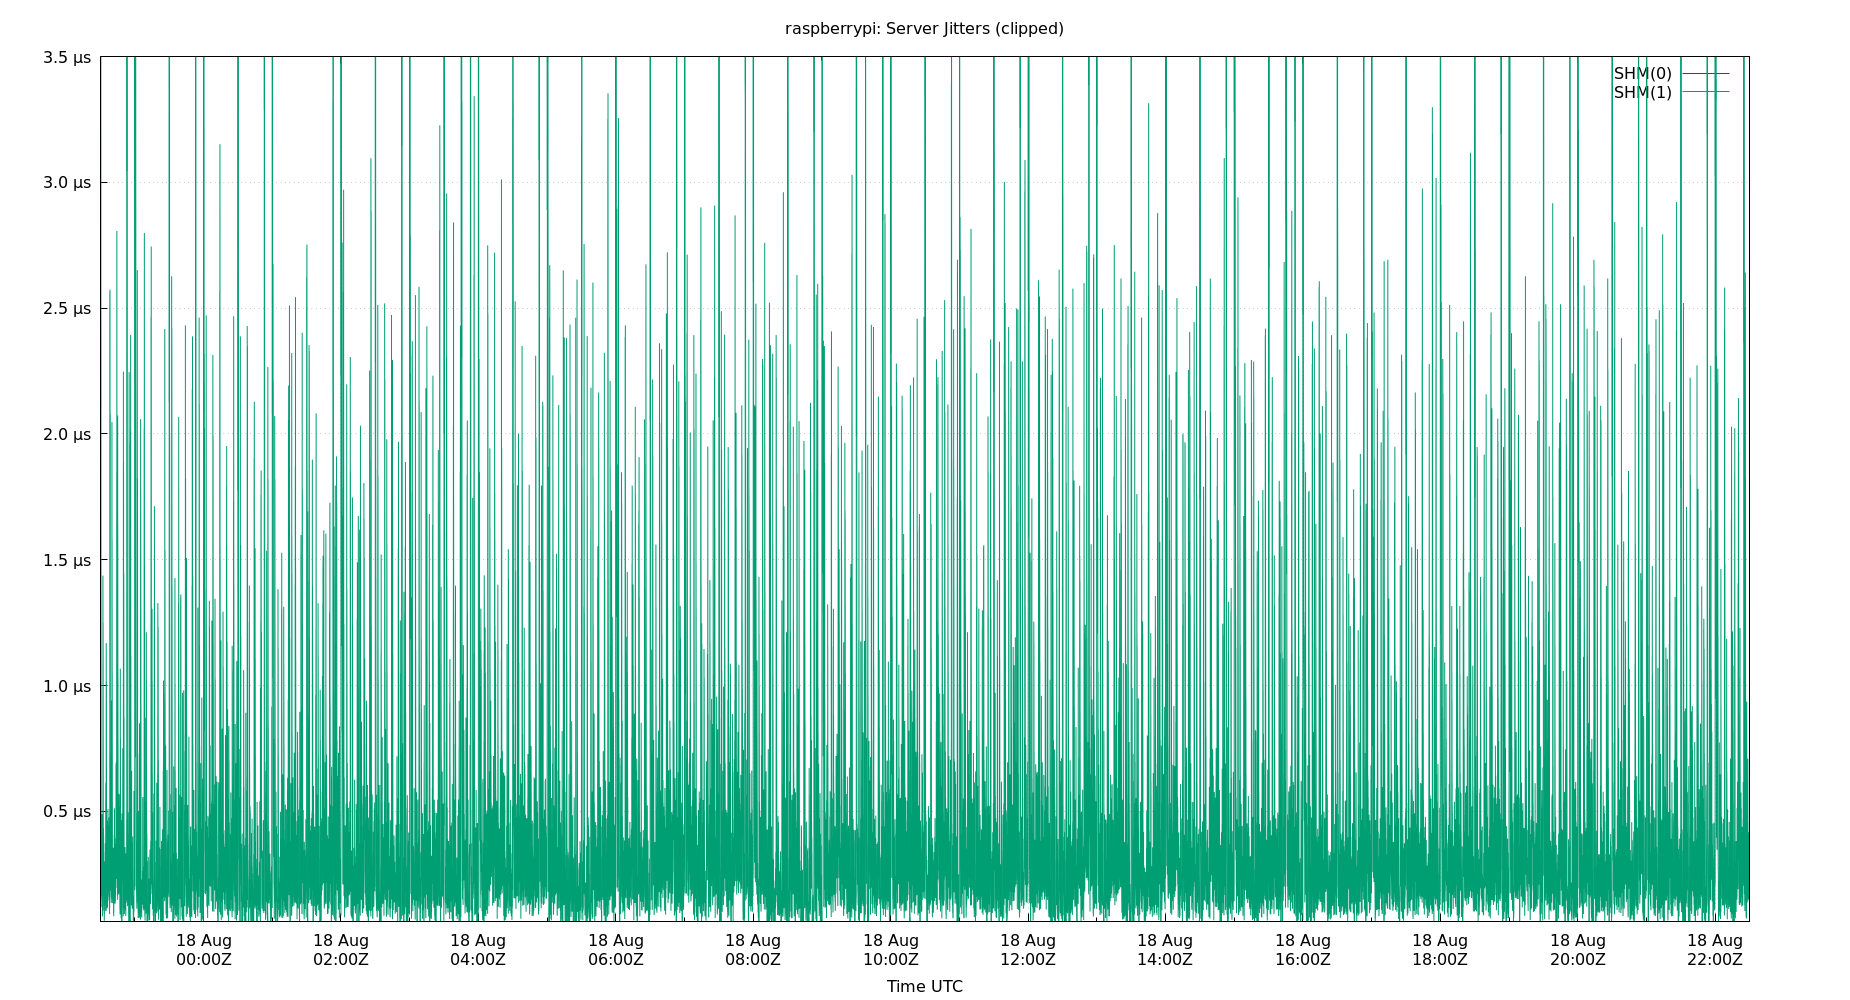 raspberrypi: Server Jitters (clipped)
3.5 µs
3.0 µs
2.5 µs
2.0 µs
1.5 µs
1.0 µs
0.5 µs
SHM(0)
SHM(1)
18 Aug 18 Aug 18 Aug 18 Aug 18 Aug 18 Aug 18 Aug 18 Aug 18 Aug 18 Aug 18 Aug 18 Aug
00:00Z 02:00Z 04:00Z 06:00Z 08:00Z 10:00Z 12:00Z 14:00Z 16:00Z 18:00Z 20:00Z 22:00Z
Time UTC